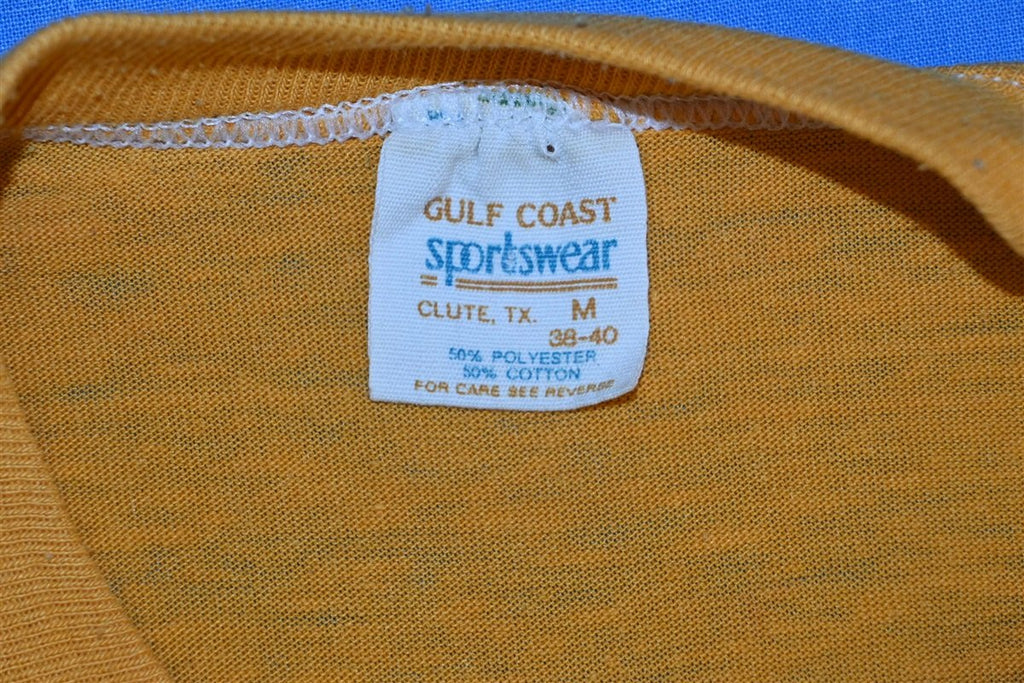 GULF COAST
sportswear
CLUTE, TX. M
38-40
50% POLYESTER
50% COTTON
FOR CARE SEE REVERSE